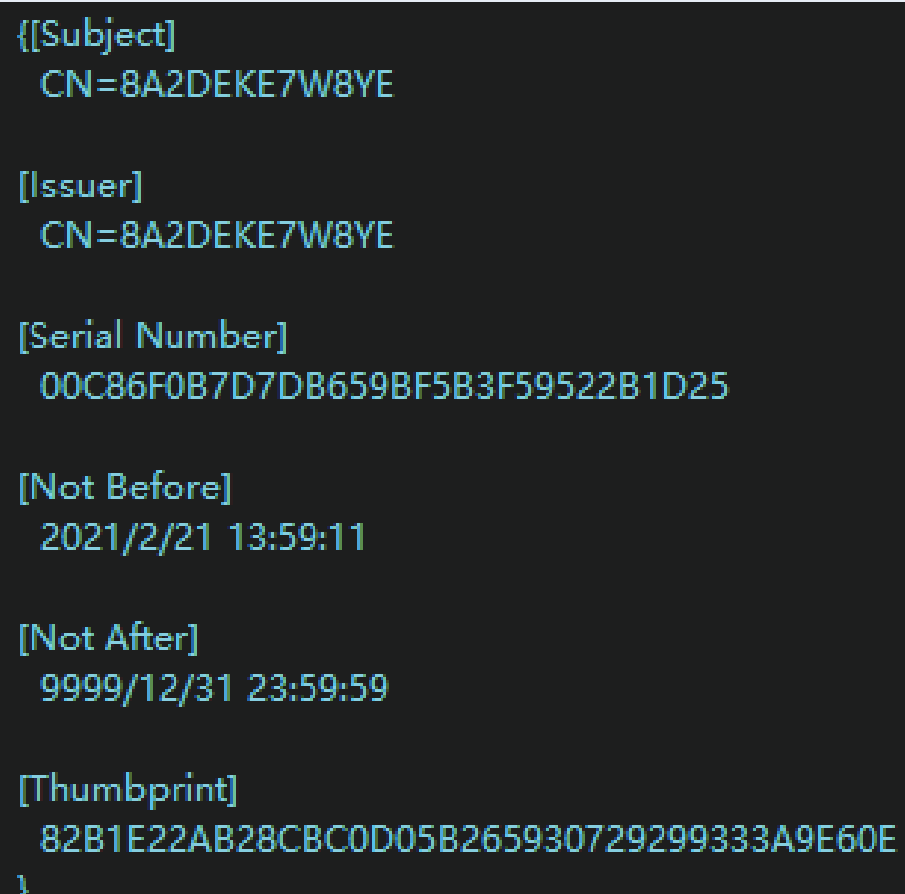 {[Subject]
CN=8A2DEKE7W8YE
[Issuer]
CN=8A2DEKE7W8YE
[Serial Number]
00C86F0B7D7DB659BF5B3F59522B1D25
[Not Before]
2021/2/21 13:59:11
[Not After]
9999/12/31 23:59:59
[Thumbprint]
82B1E22AB28CBC0D05B265930729299333A9E60E
}